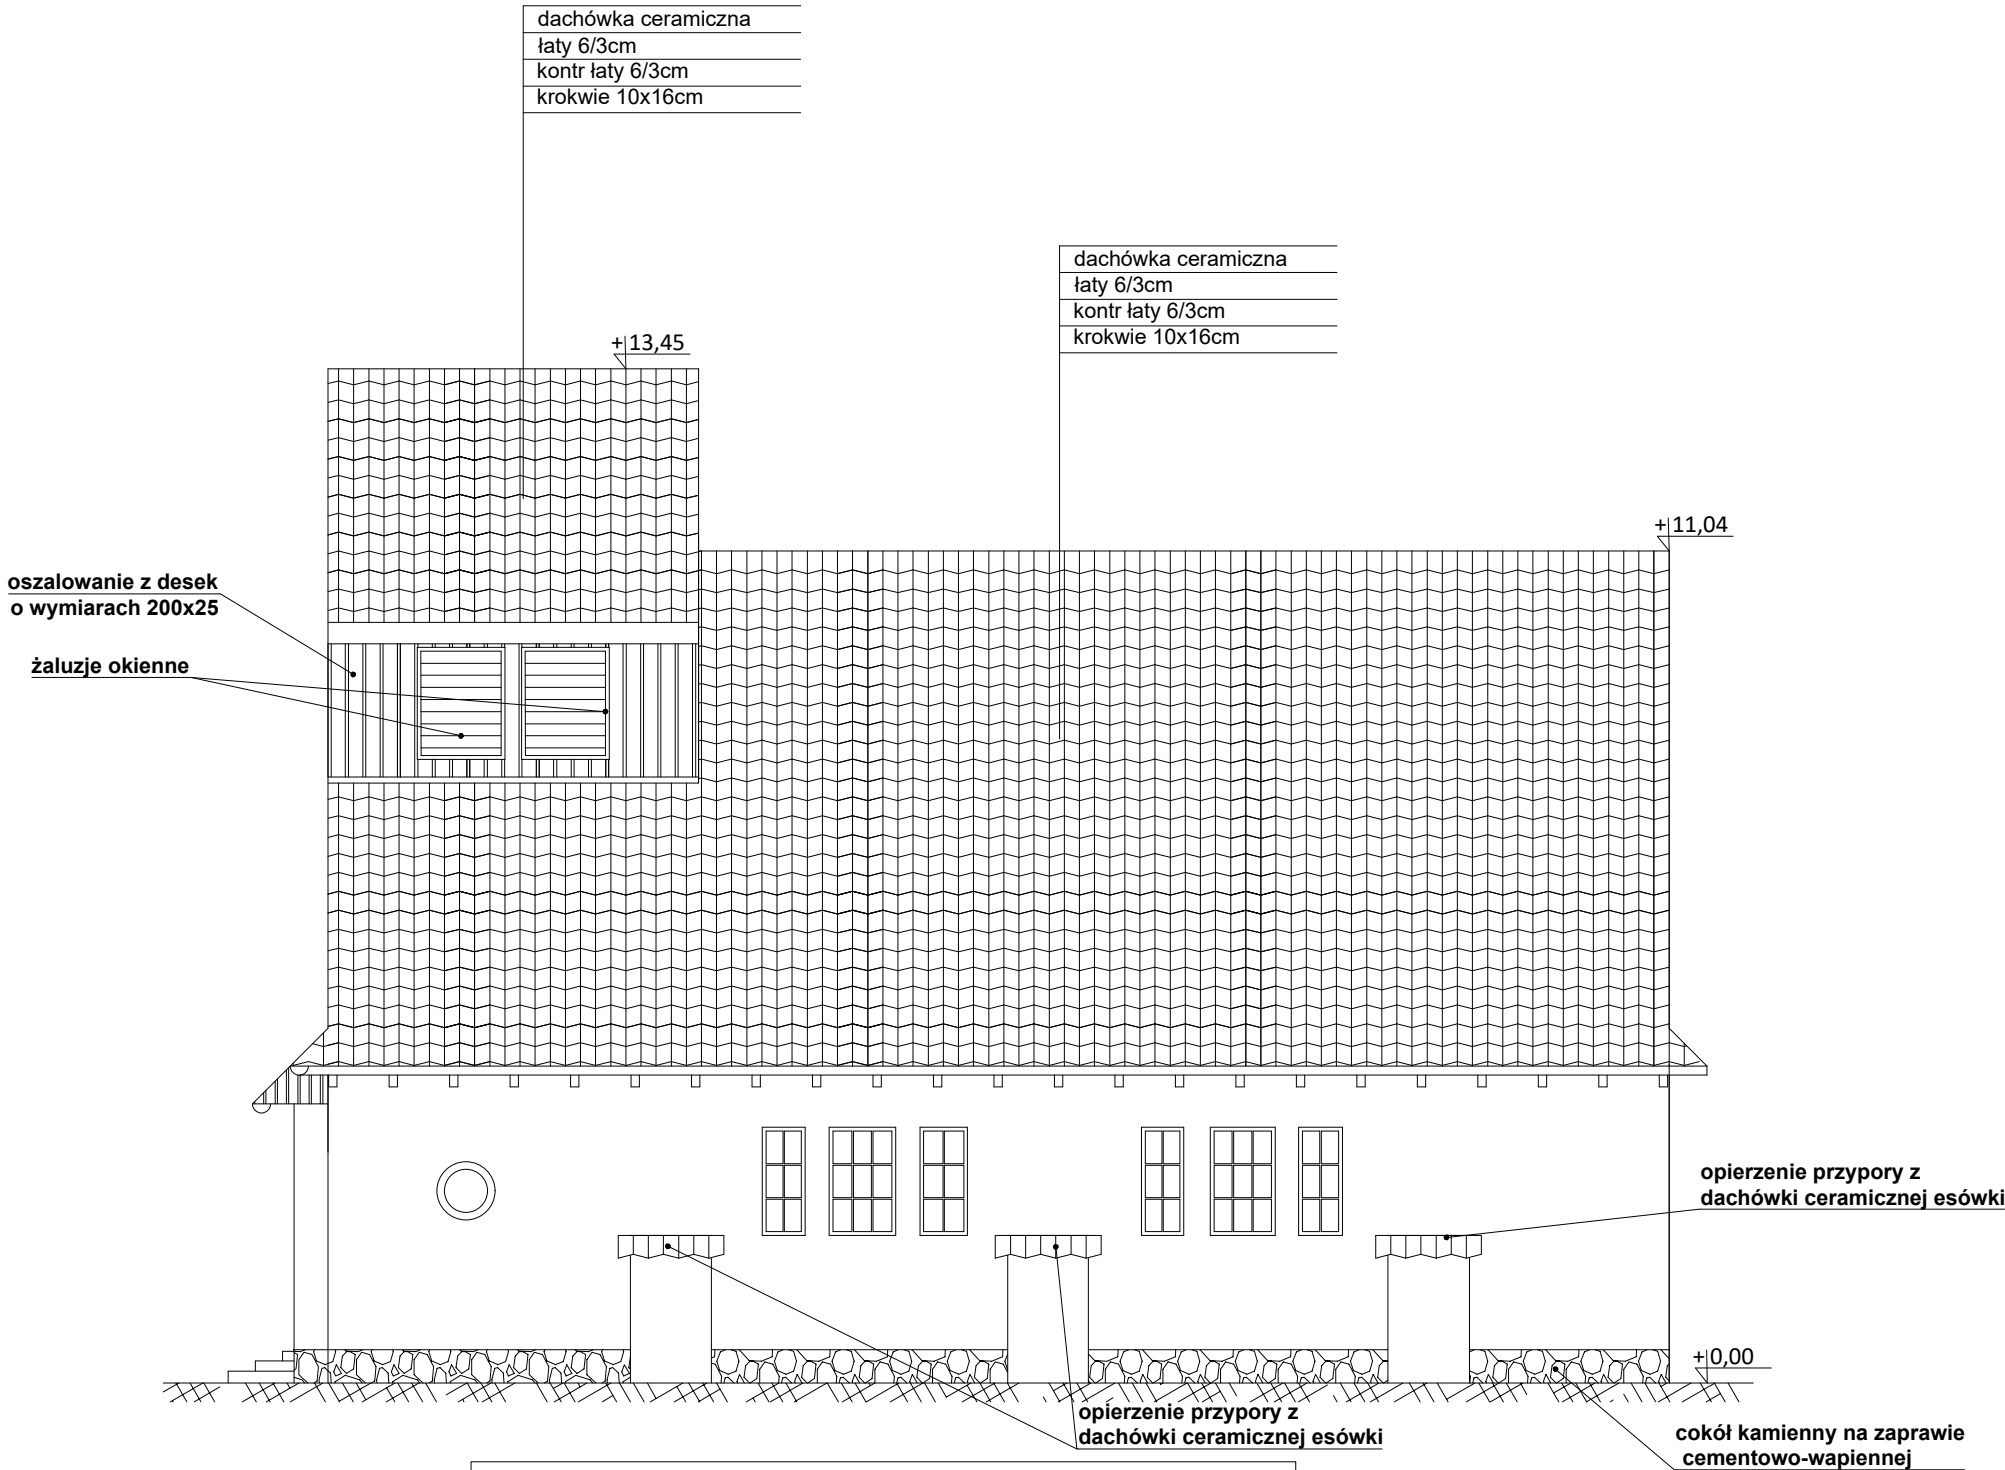 dachówka ceramiczna
łaty 6/3cm
kontr łaty 6/3cm
krokwie 10x16cm
dachówka ceramiczna
łaty 6/3cm
kontr łaty 6/3cm
krokwie 10x16cm
+13,45
+11,04
oszalowanie z desek
o wymiarach 200x25
żaluzje okienne
opierzenie przypory z
dachówki ceramicznej esówki
+0,00
opierzenie przypory z
dachówki ceramicznej esówki
cokół kamienny na zaprawie
cementowo-wapiennej